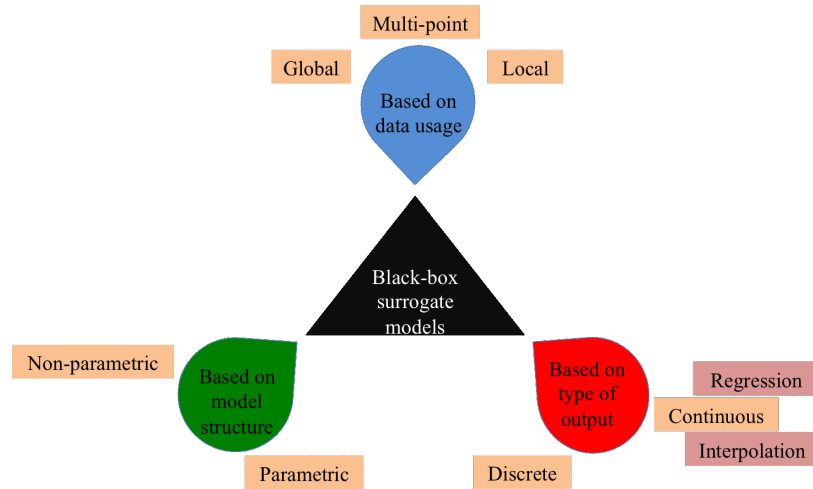 Multi-point
Global
Local
Based on
data usage
Black-box
surrogate
models
Non-parametric
Based on
model
structure
Parametric
Based on
type of
output
Regression
Continuous
Interpolation
Discrete